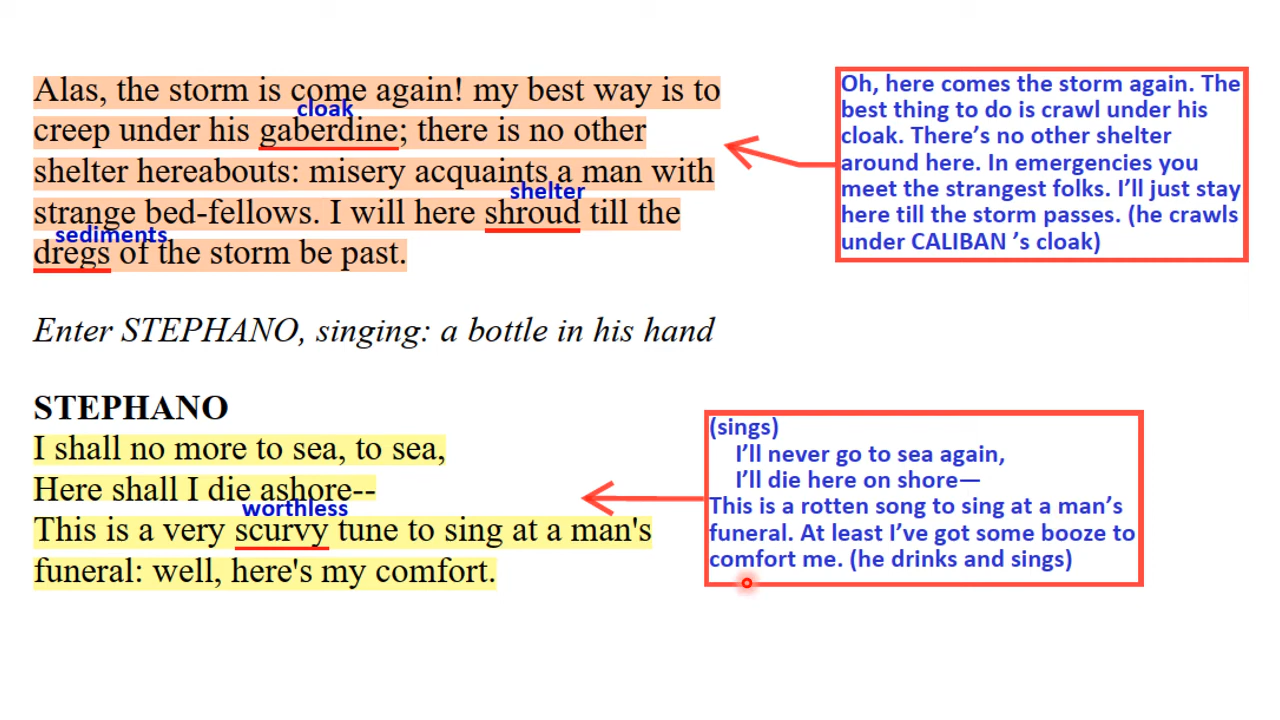 Alas, the storm is come again! my best way is to
cloak
creep under his gaberdine; there is no other
shelter hereabouts: misery acquaints a man with
shelter
strange bed-fellows. I will here shroud till the
sediments
dregs of the storm be past.
Oh, here comes the storm again. The
best thing to do is crawl under his
cloak. There’s no other shelter
around here. In emergencies you
meet the strangest folks. I’ll just stay
here till the storm passes. (he crawls
under CALIBAN ’s cloak)
Enter STEPHANO, singing: a bottle in his hand
STEPHANO
I shall no more to sea, to sea,
Here shall I die ashore--
worthless
This is a very scurvy tune to sing at a man's
funeral: well, here's my comfort.
(sings)
I’ll never go to sea again,
I’ll die here on shore—
This is a rotten song to sing at a man’s
funeral. At least I’ve got some booze to
comfort me. (he drinks and sings)